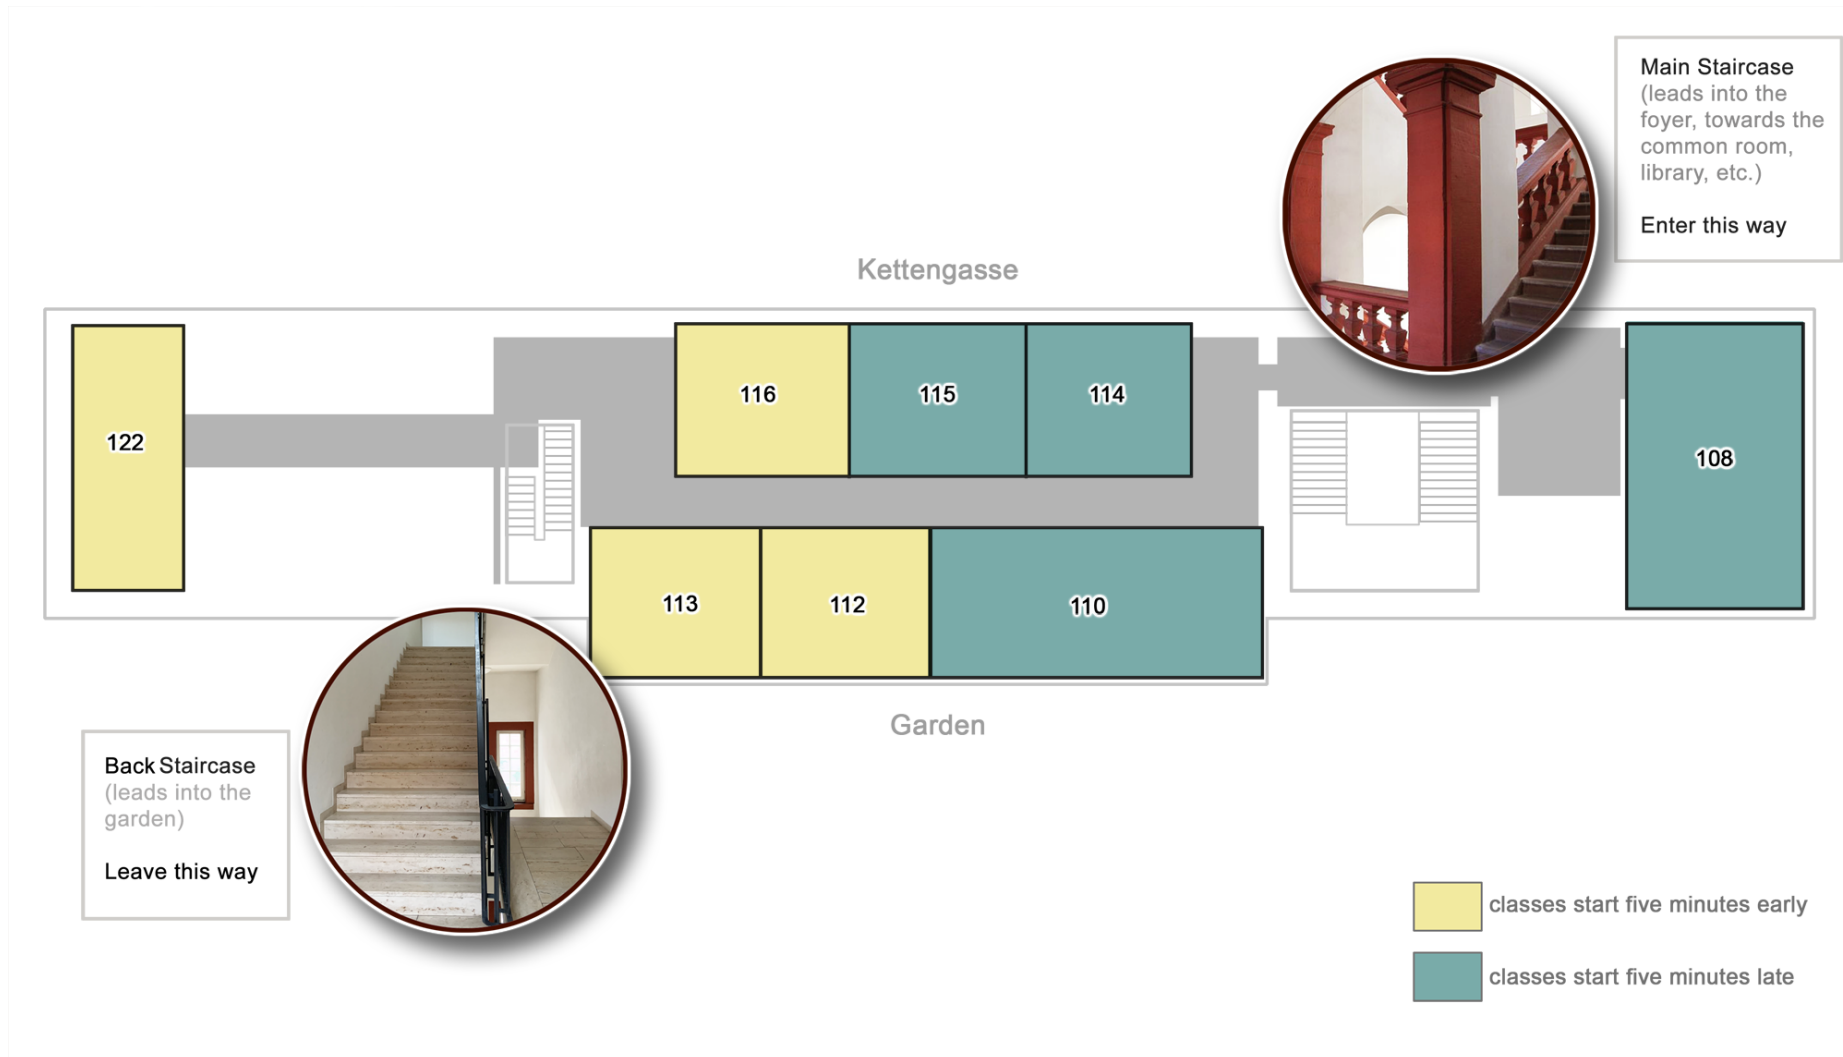 Main Staircase
(leads into the
foyer, towards the
common room,
library, etc.)
Enter this way
Kettengasse
116
115
114
122
108
113
112
110
Garden
Back Staircase
(leads into the
garden)
Leave this way
classes start five minutes early
classes start five minutes late